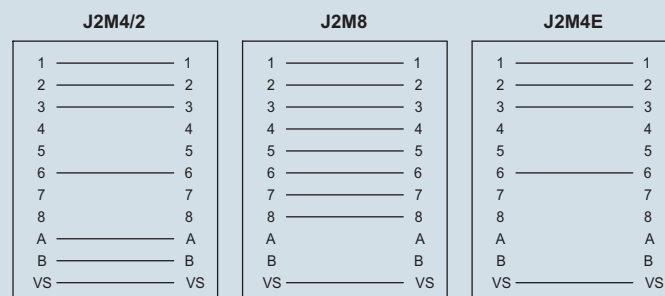 J2M4/2 J2M8 J2M4E
1 1 1 1 1 1
2 2 2 2 2 2
3 3 3 3 3 3
4 4 4 4 4 4
5 5 5 5 5 5
6 6 6 6 6 6
7 7 7 7 7 7
8 8 8 8 8 8
A A A A A A
B B B B B B
VS VS VS VS VS VS